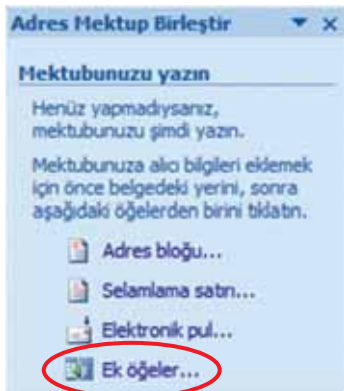 Adres Mektup Birleştir
Mektubunuzu yazın
Henüz yapmadıysanız,
mektubunuzu şimdi yazın.
Mektubunuza alıcı bilgileri eklemek
için önce belgedeki yerini, sonra
aşağıdaki öğelerden birini tıklatın.
Adres bloğu...
Selamlama satırı...
Elektronik pul...
Ek öğeler...